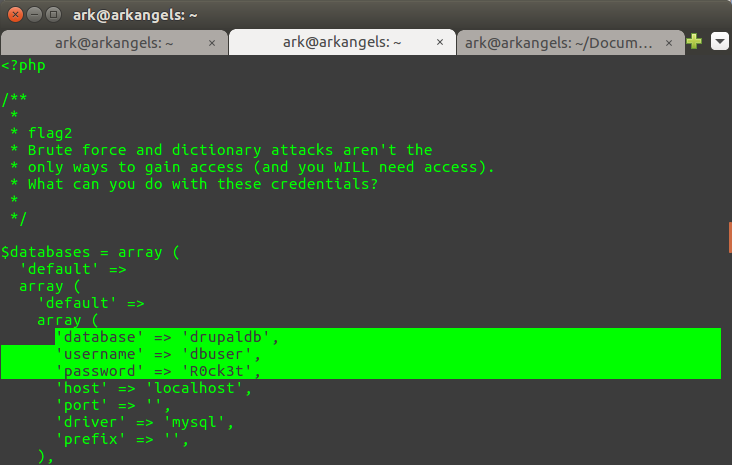 ark@arkangels: ~
ark@arkangels: ~ × ark@arkangels: ~ × ark@arkangels: ~/Docum... ×
<?php
/**
 *
 * flag2
 * Brute force and dictionary attacks aren't the
 * only ways to gain access (and you WILL need access).
 * What can you do with these credentials?
 *
 */
$databases = array (
  'default' =>
  array (
    'default' =>
    array (
      'database' => 'drupaldb',
      'username' => 'dbuser',
      'password' => 'R0ck3t',
      'host' => 'localhost',
      'port' => '',
      'driver' => 'mysql',
      'prefix' => '',
    ),